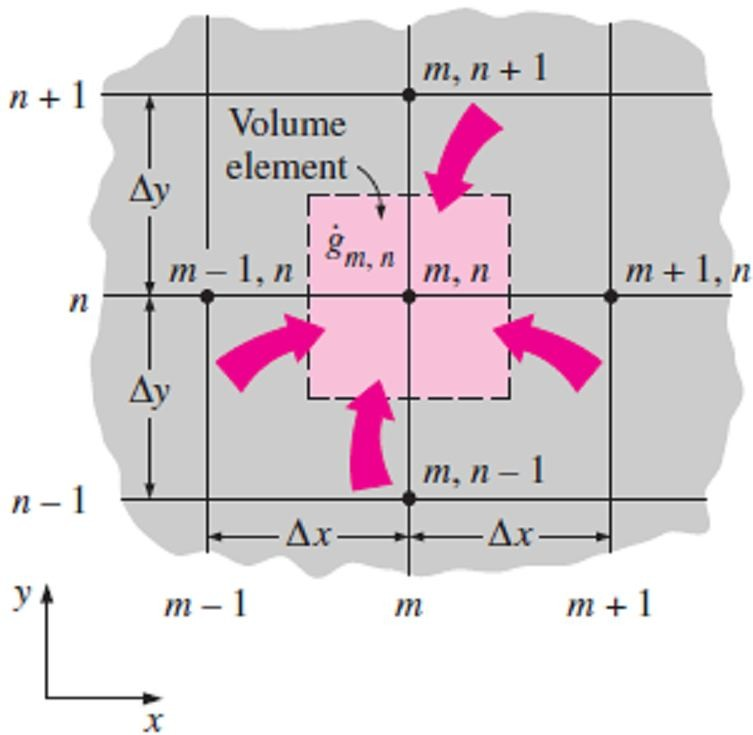 m, n + 1
n + 1
Volume
element
Δy
ġm, n
m – 1, n
m, n
m + 1, n
n
Δy
m, n – 1
n – 1
Δx
Δx
y
m – 1
m
m + 1
x